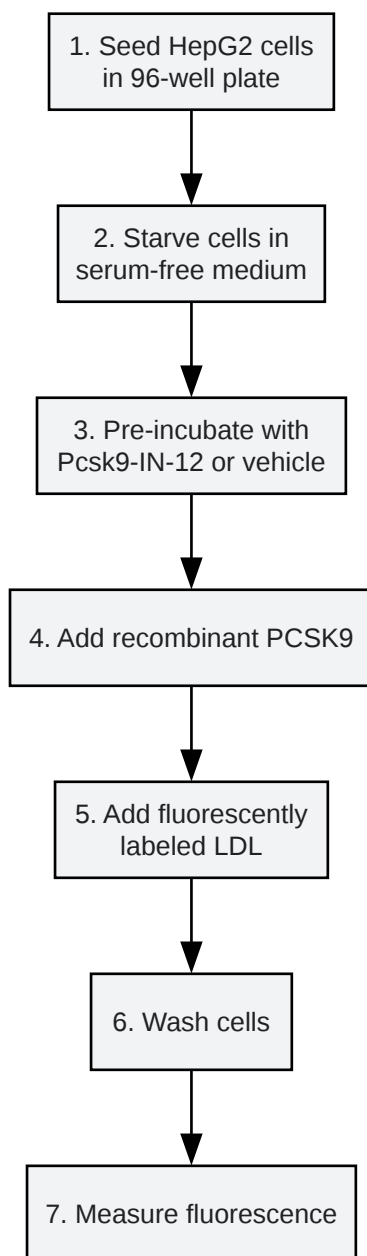 1. Seed HepG2 cells
in 96-well plate
2. Starve cells in
serum-free medium
3. Pre-incubate with
Pcsk9-IN-12 or vehicle
4. Add recombinant PCSK9
5. Add fluorescently
labeled LDL
6. Wash cells
7. Measure fluorescence